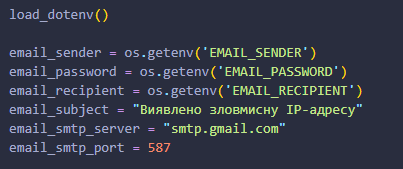 load_dotenv()
email_sender = os.getenv('EMAIL_SENDER')
email_password = os.getenv('EMAIL_PASSWORD')
email_recipient = os.getenv('EMAIL_RECIPIENT')
email_subject = "Виявлено зловмисну IP-адресу"
email_smtp_server = "smtp.gmail.com"
email_smtp_port = 587